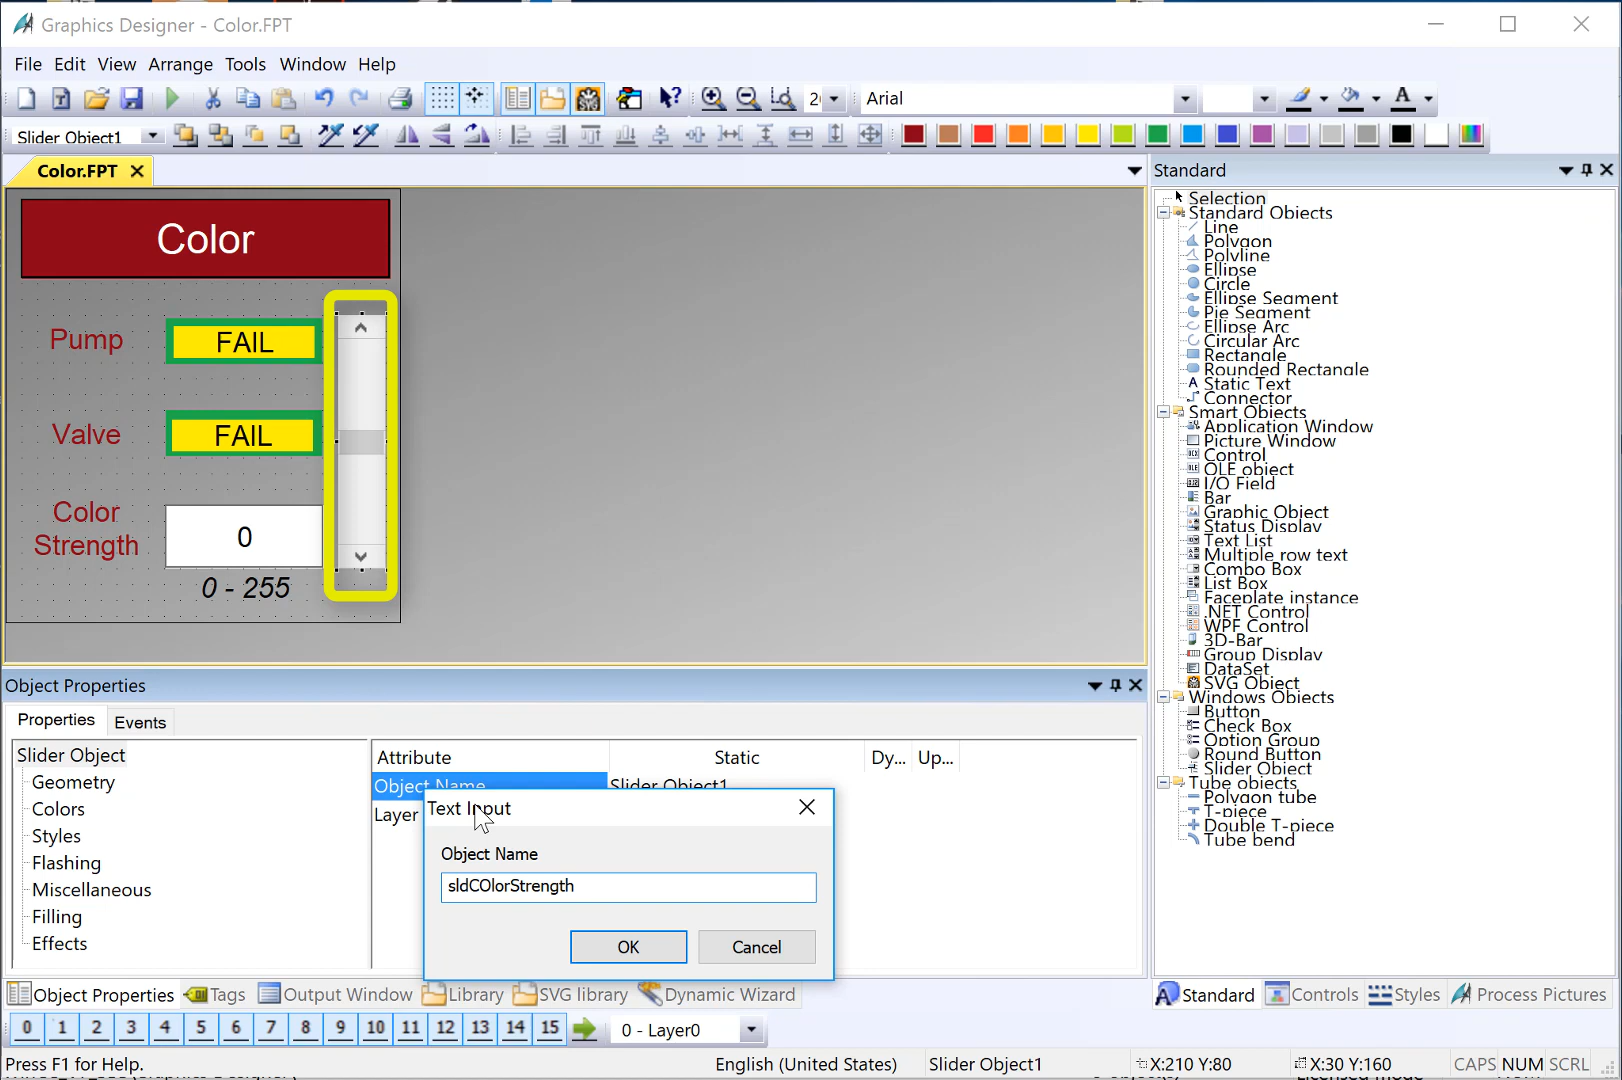 Graphics Designer - Color.FPT
File Edit View Arrange Tools Window Help
Arial
Slider Object1
Color.FPT
Standard
Color
Pump
FAIL
Valve
FAIL
Color
Strength
0
0 - 255
Selection
Standard Objects
Line
Polygon
Polyline
Ellipse
Circle
Ellipse Segment
Pie Segment
Ellipse Arc
Circular Arc
Rectangle
Rounded Rectangle
Static Text
Connector
Smart Objects
Application Window
Picture Window
Control
OLE object
I/O Field
Bar
Graphic Object
Status Display
Text List
Multiple row text
Combo Box
List Box
Faceplate instance
.NET Control
WPF Control
3D-Bar
Group Display
DataSet
SVG Object
Windows Objects
Button
Check Box
Option Group
Round Button
Slider Object
Tube objects
Polygon tube
T-piece
Double T-piece
Tube bend
Object Properties
Properties Events
Slider Object
Geometry
Colors
Styles
Flashing
Miscellaneous
Filling
Effects
Attribute Static Dy... Up...
Object Name Slider Object1
Layer
Text Input
Object Name
sldCOlorStrength
OK Cancel
Object Properties Tags Output Window Library SVG library Dynamic Wizard
Standard Controls Styles Process Pictures
0 1 2 3 4 5 6 7 8 9 10 11 12 13 14 15 0 - Layer0
Press F1 for Help. English (United States) Slider Object1 X:210 Y:80 X:30 Y:160 CAPS NUM SCRL